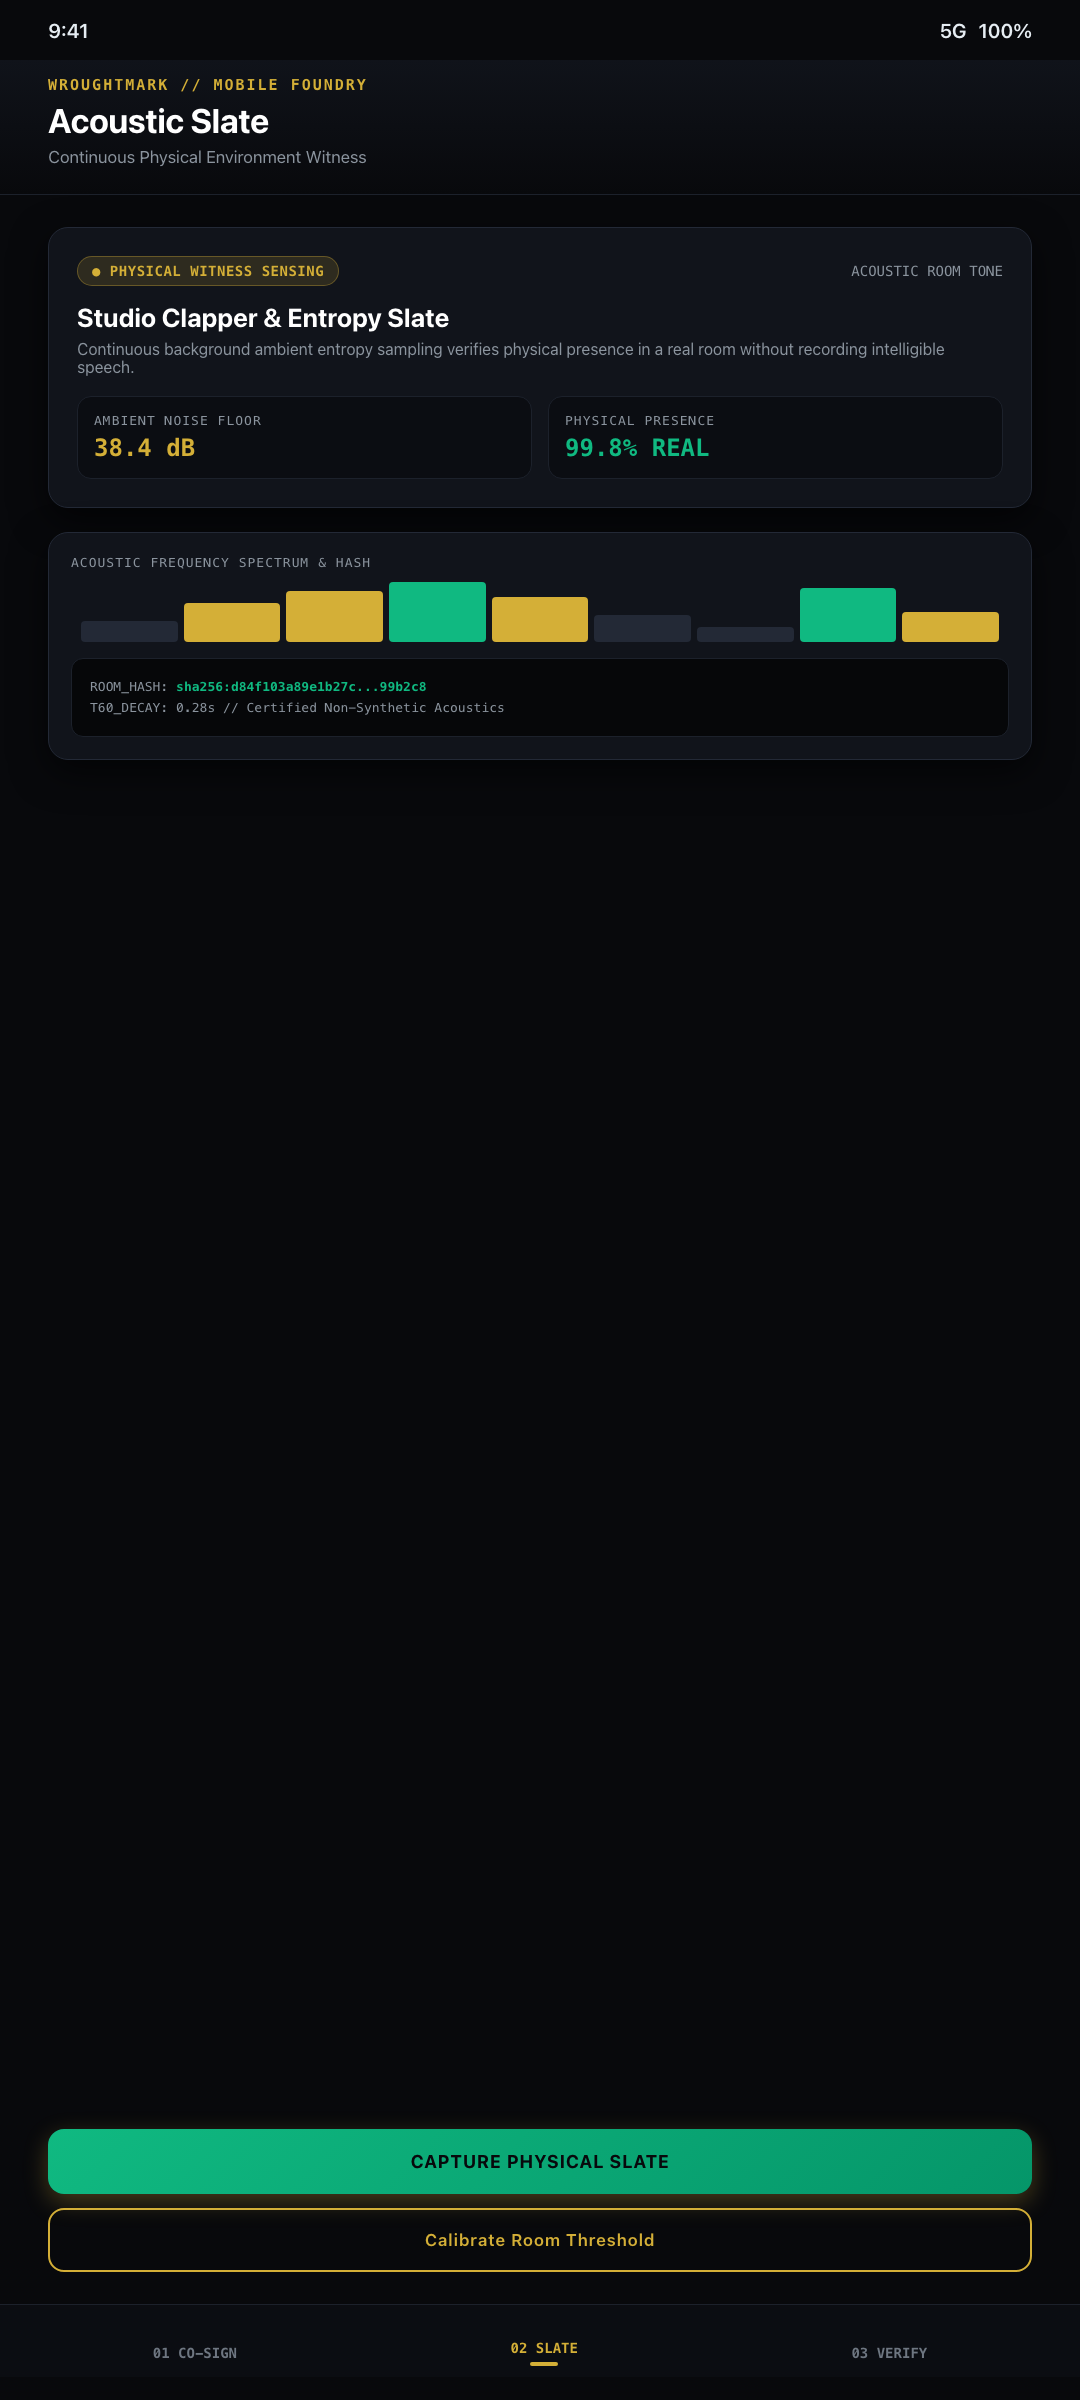 9:41
5G 100%
WROUGHTMARK // MOBILE FOUNDRY
Acoustic Slate
Continuous Physical Environment Witness
● PHYSICAL WITNESS SENSING
ACOUSTIC ROOM TONE
Studio Clapper & Entropy Slate
Continuous background ambient entropy sampling verifies physical presence in a real room without recording intelligible
speech.
AMBIENT NOISE FLOOR
38.4 dB
PHYSICAL PRESENCE
99.8% REAL
ACOUSTIC FREQUENCY SPECTRUM & HASH
ROOM_HASH: sha256:d84f103a89e1b27c...99b2c8
T60_DECAY: 0.28s // Certified Non-Synthetic Acoustics
CAPTURE PHYSICAL SLATE
Calibrate Room Threshold
01 CO-SIGN
02 SLATE
03 VERIFY